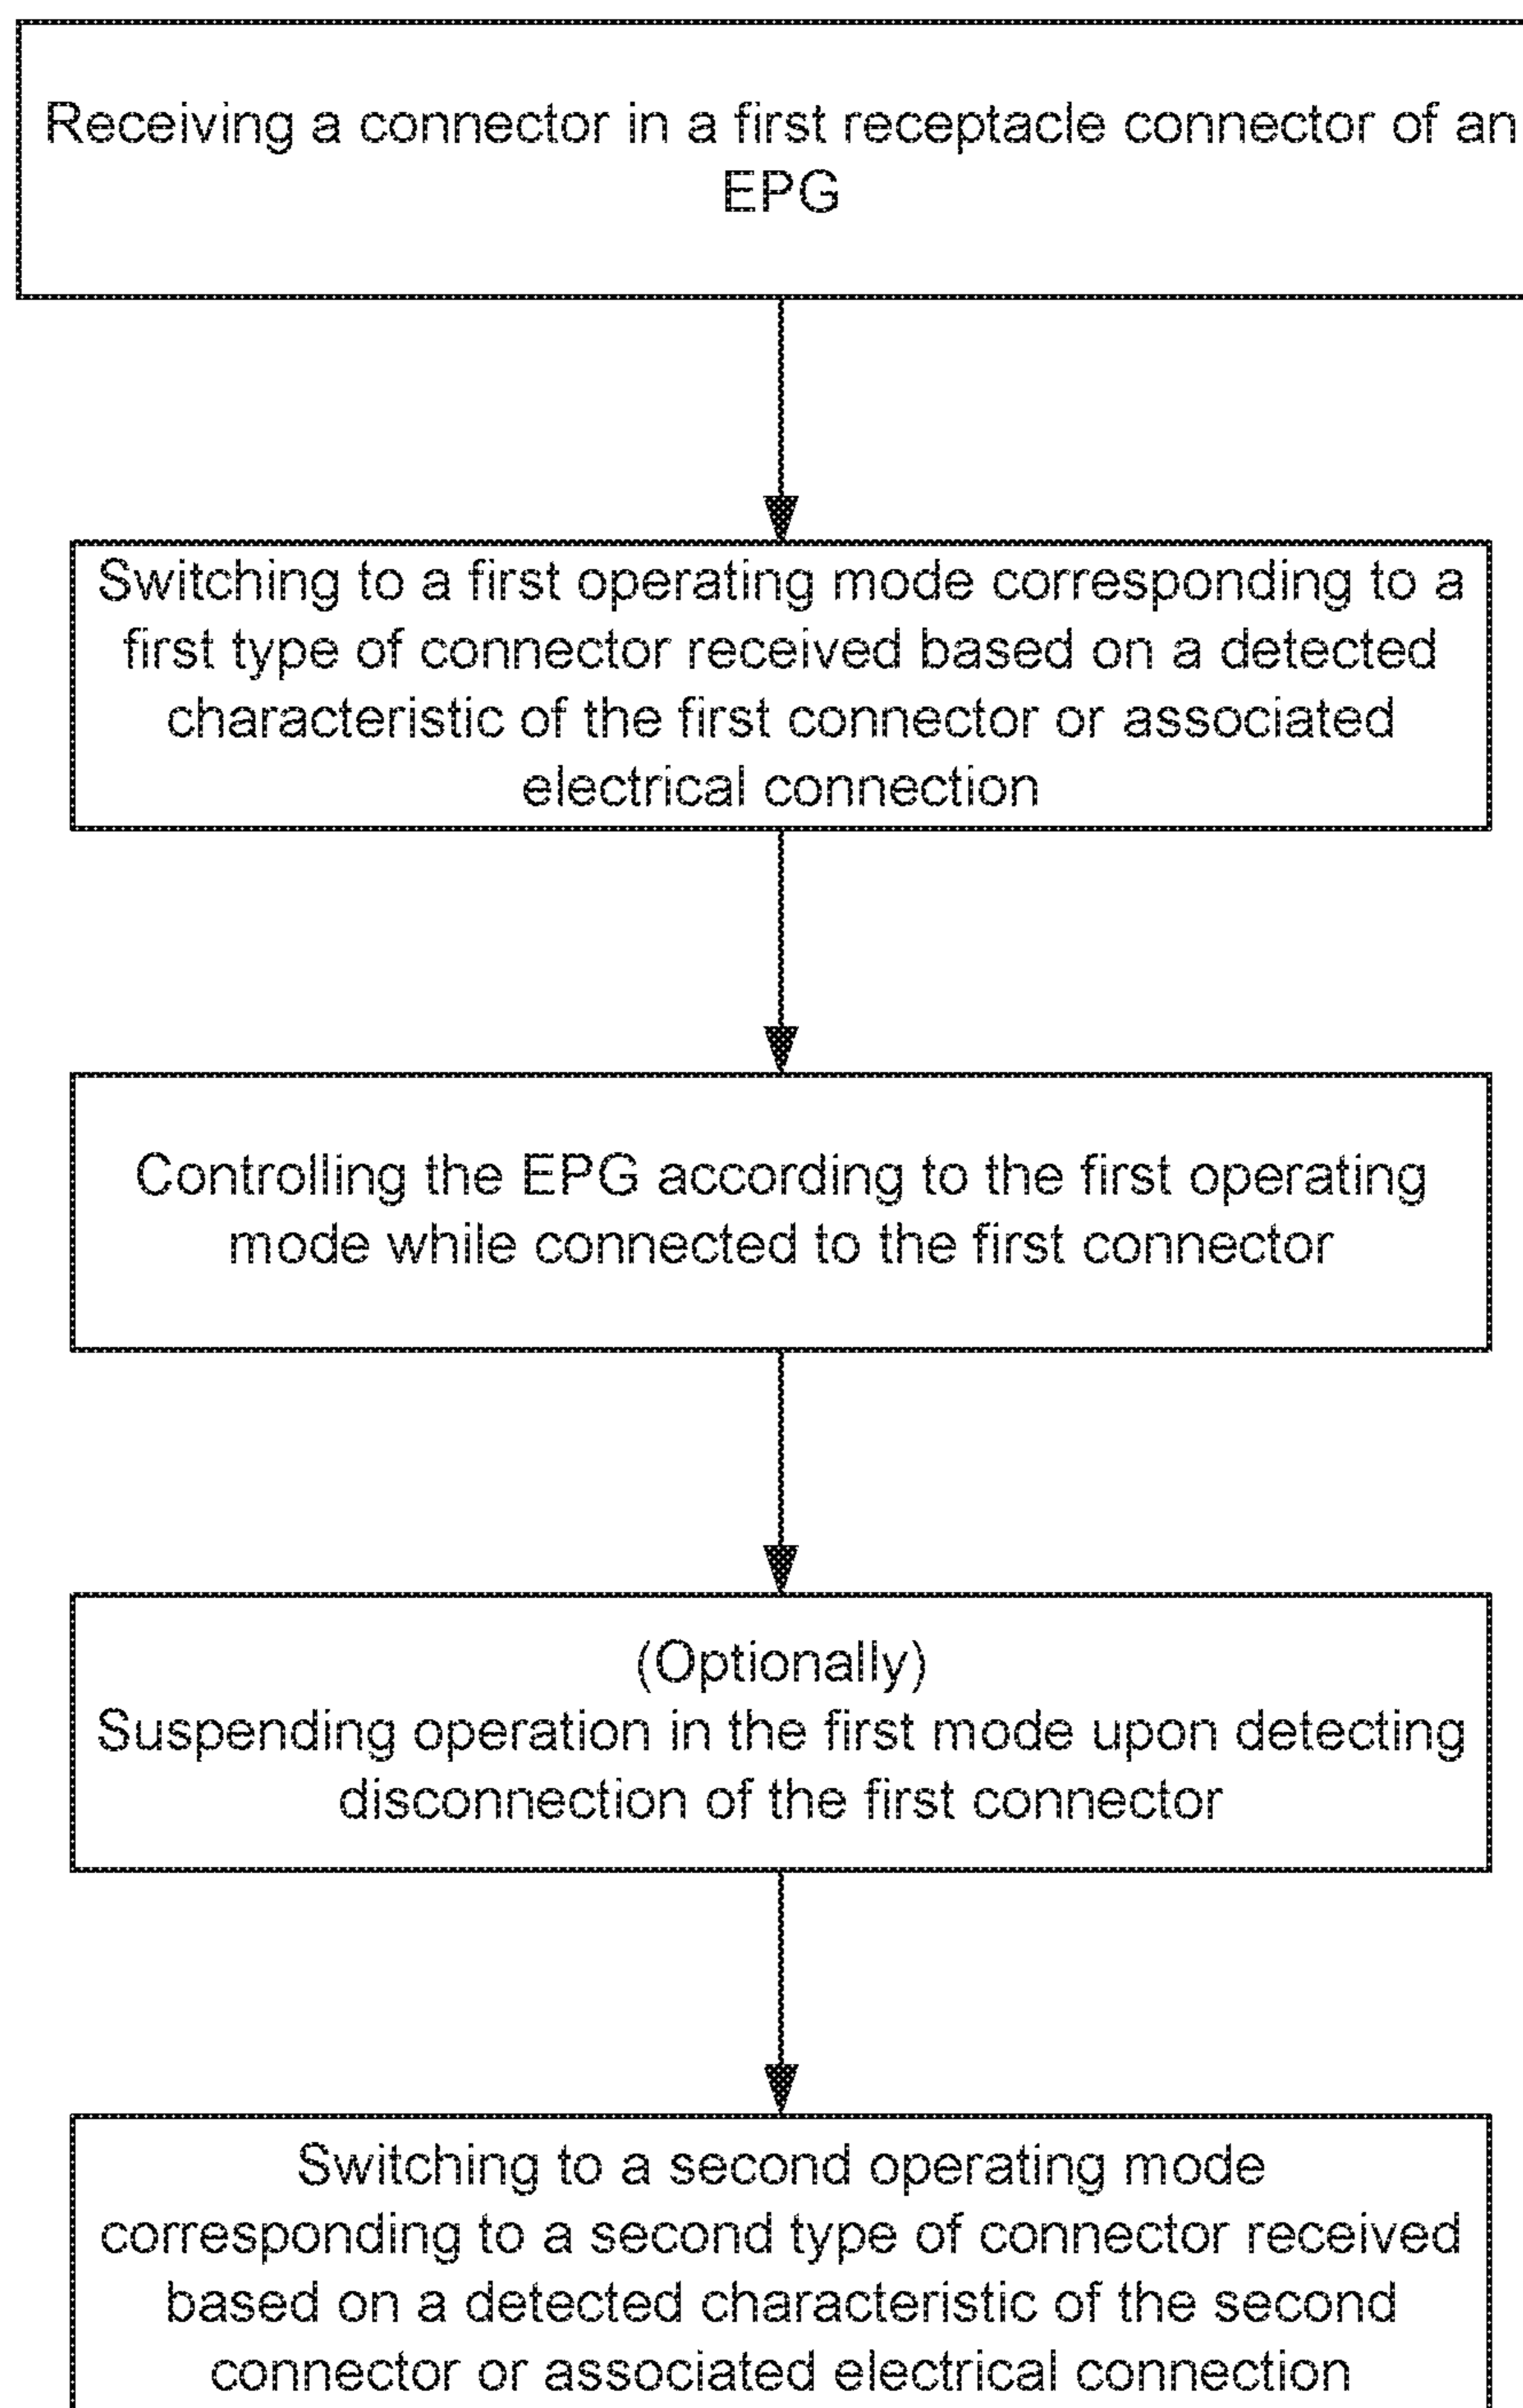 Receiving a connector in a first receptacle connector of an
EPG
Switching to a first operating mode corresponding to a
first type of connector received based on a detected
characteristic of the first connector or associated
electrical connection
Controlling the EPG according to the first operating
mode while connected to the first connector
(Optionally)
Suspending operation in the first mode upon detecting
disconnection of the first connector
Switching to a second operating mode
corresponding to a second type of connector received
based on a detected characteristic of the second
connector or associated electrical connection